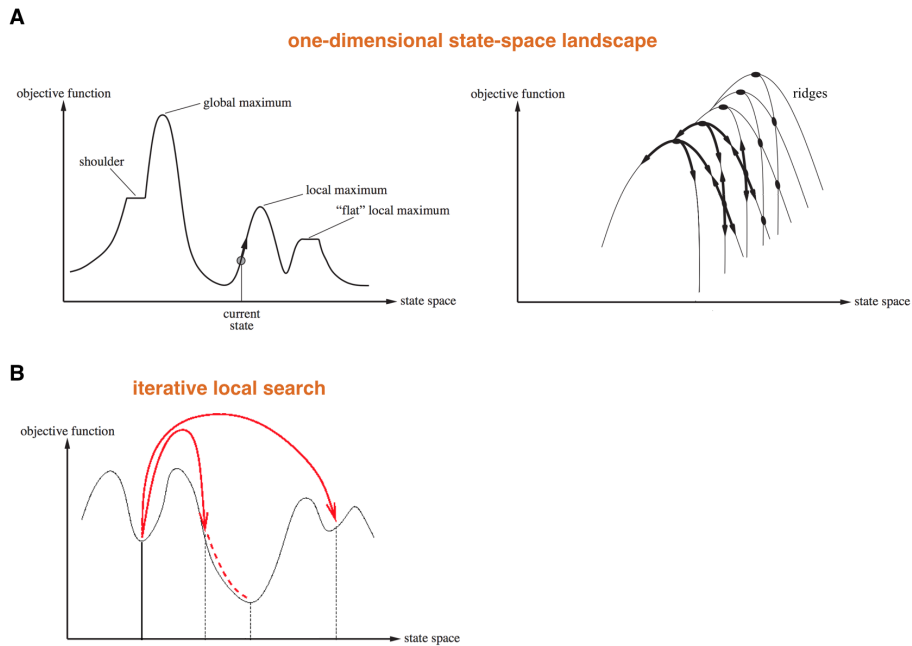 A
one-dimensional state-space landscape
objective function
global maximum
shoulder
local maximum
“flat” local maximum
state space
current
state
objective function
ridges
state space
B
iterative local search
objective function
state space